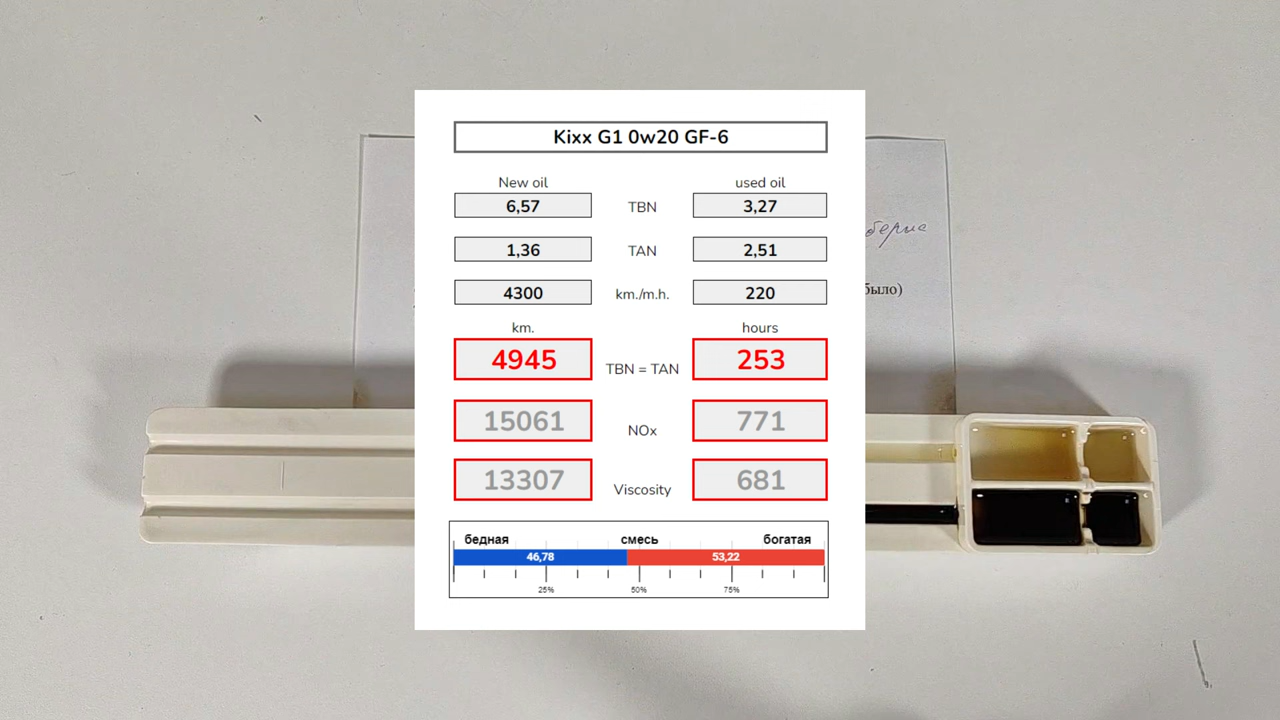 Kixx G1 0w20 GF-6
New oil used oil
6,57 TBN 3,27
1,36 TAN 2,51
4300 km./m.h. 220
km. hours
4945 TBN = TAN 253
15061 NOx 771
13307 Viscosity 681
бедная смесь богатая
46,78 53,22
25% 50% 75%
было)